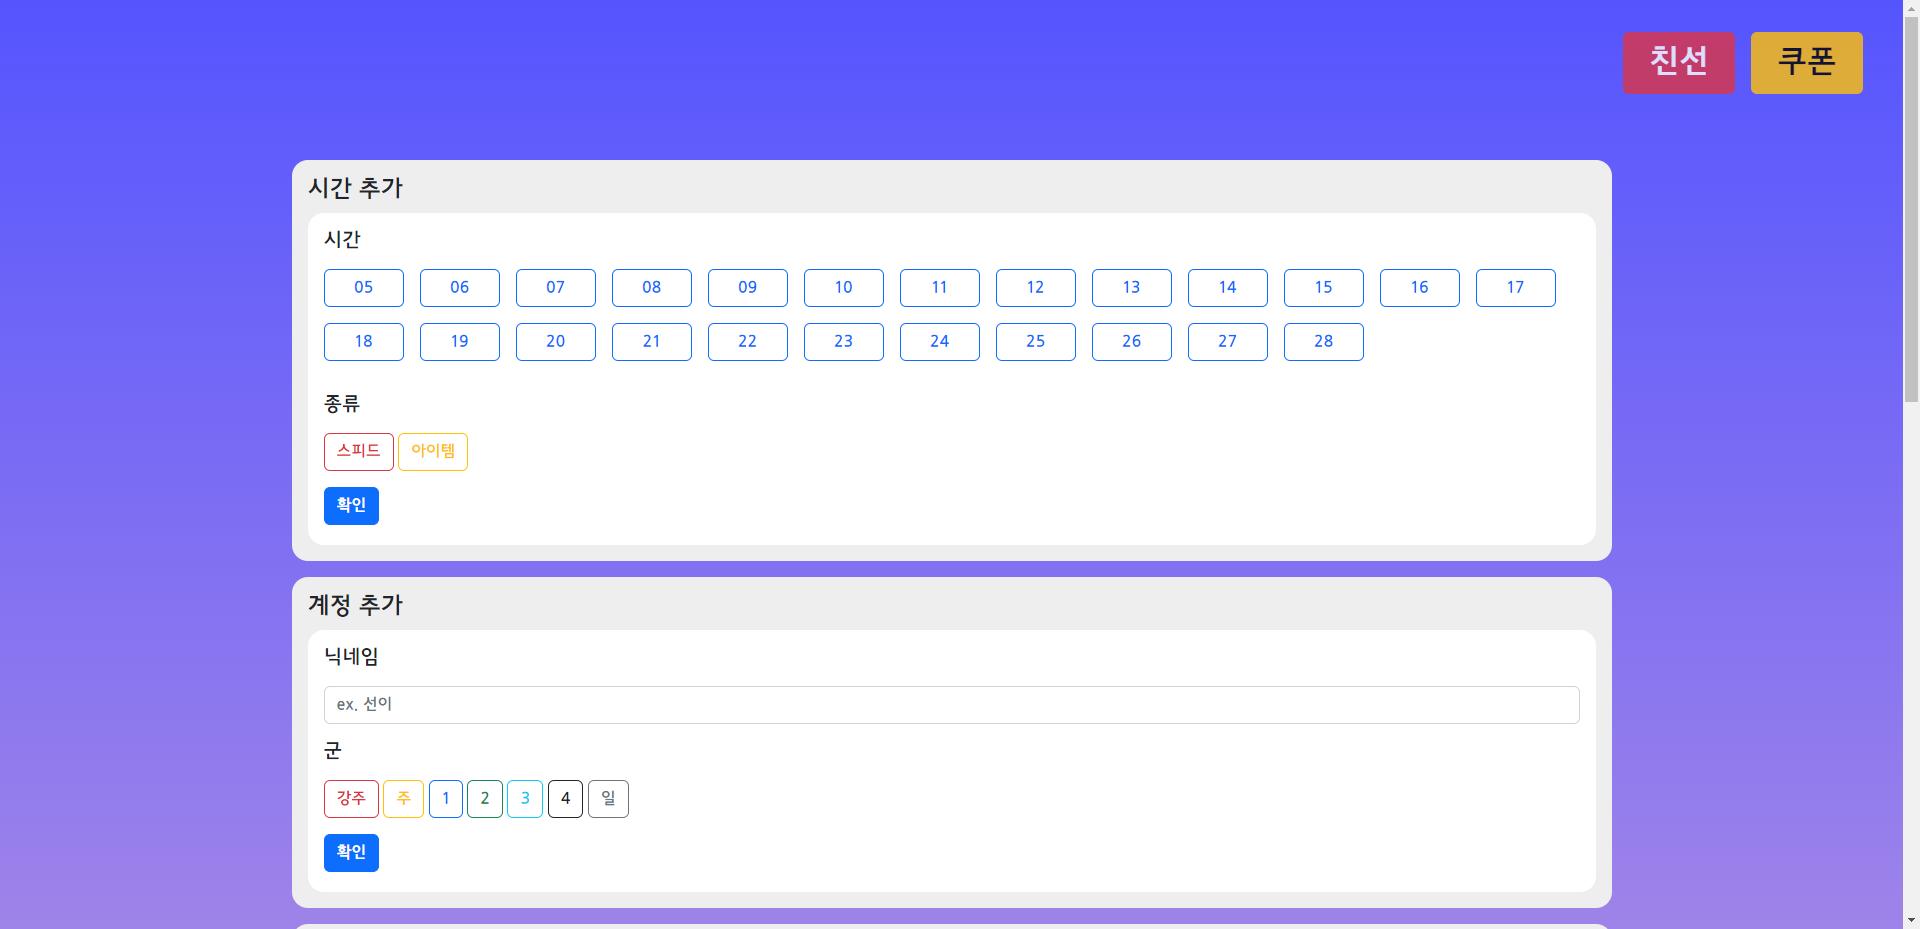 친선 쿠폰
시간 추가
시간
05 06 07 08 09 10 11 12 13 14 15 16 17
18 19 20 21 22 23 24 25 26 27 28
종류
스피드 아이템
확인
계정 추가
닉네임
ex. 선이
군
강주 주 1 2 3 4 일
확인